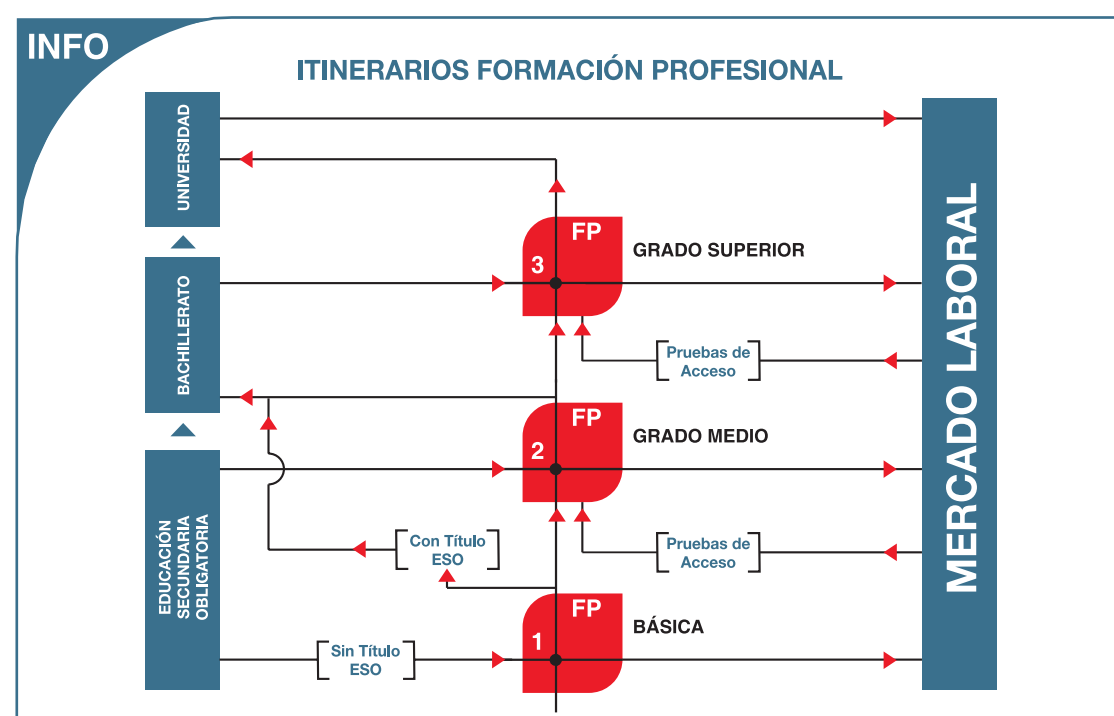 INFO
ITINERARIOS FORMACIÓN PROFESIONAL
UNIVERSIDAD
BACHILLERATO
EDUCACIÓN
SECUNDARIA
OBLIGATORIA
FP
3
GRADO SUPERIOR
Pruebas de
Acceso
FP
2
GRADO MEDIO
Con Título
ESO
Pruebas de
Acceso
FP
1
BÁSICA
Sin Título
ESO
MERCADO LABORAL